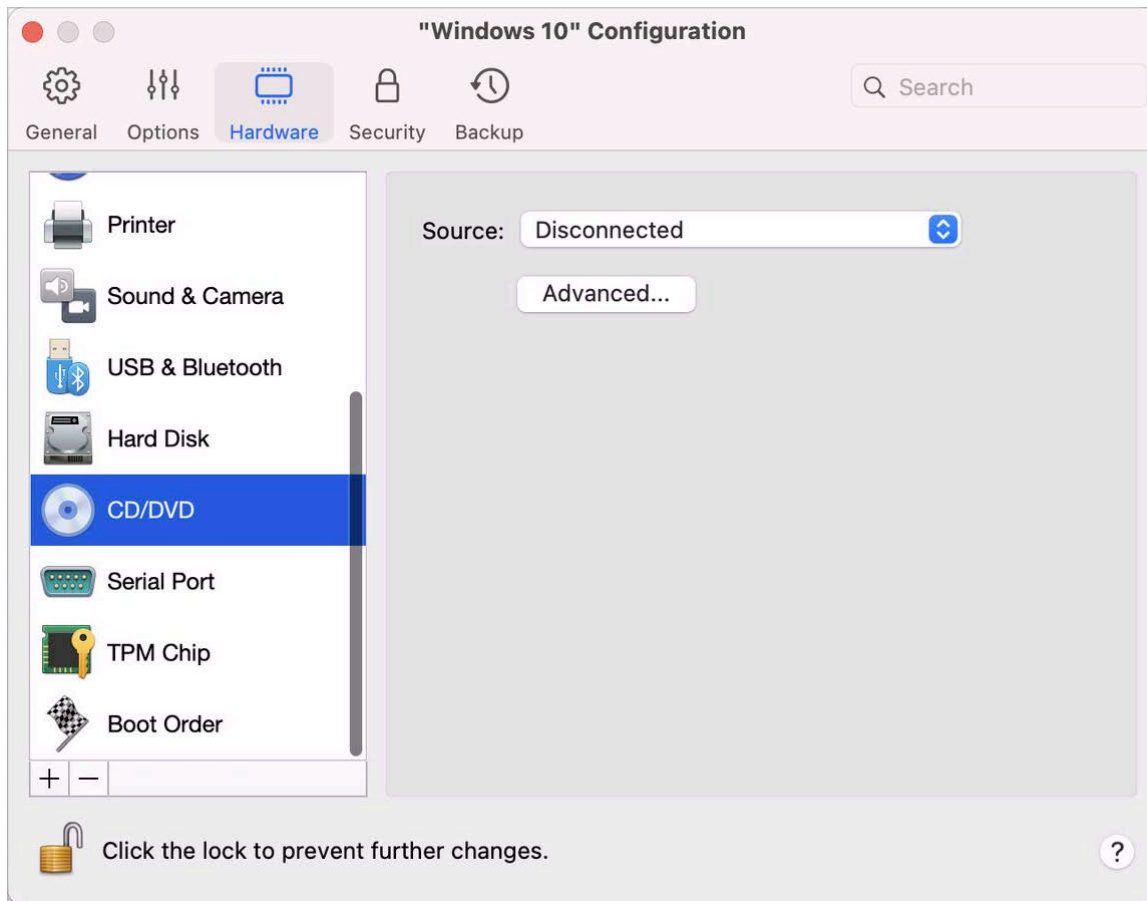 "Windows 10" Configuration
General Options Hardware Security Backup
Search
Printer
Sound & Camera
USB & Bluetooth
Hard Disk
CD/DVD
Serial Port
TPM Chip
Boot Order
Source: Disconnected
Advanced...
Click the lock to prevent further changes.
?